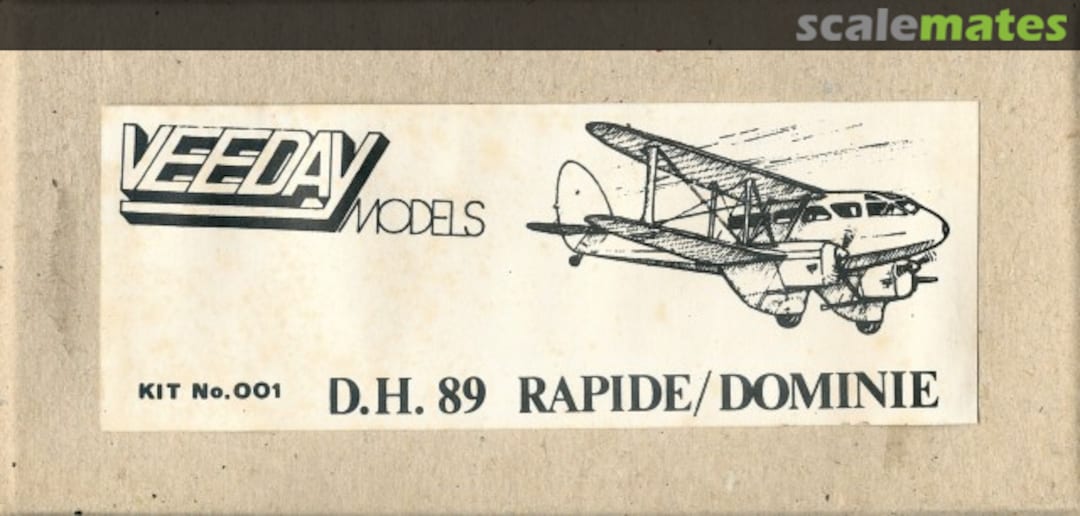 scalemates
VEEDAY
MODELS
KIT No.001 D.H. 89 RAPIDE/DOMINIE